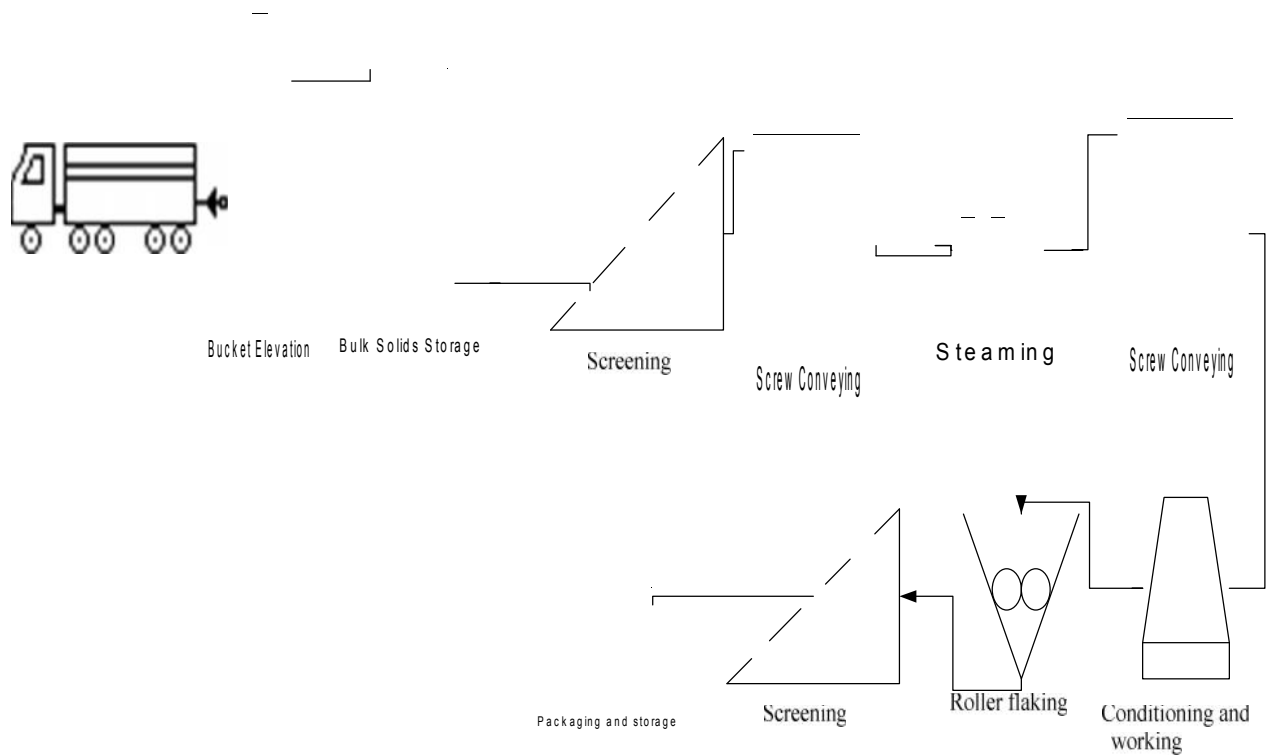 Bucket Elevation
Bulk Solids Storage
Screening
Screw Conveying
Steaming
Screw Conveying
Packaging and storage
Screening
Roller flaking
Conditioning and
working